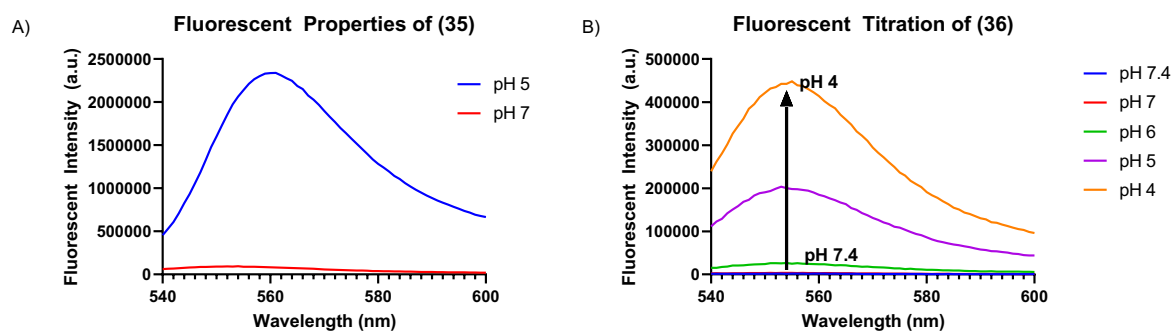 A)
Fluorescent Properties of (35)
Fluorescent Intensity (a.u.)
2500000
2000000
1500000
1000000
500000
0
540
560
580
600
Wavelength (nm)
pH 5
pH 7
B)
Fluorescent Titration of (36)
Fluorescent Intensity (a.u.)
500000
400000
300000
200000
100000
0
540
560
580
600
Wavelength (nm)
pH 4
pH 7.4
pH 7.4
pH 7
pH 6
pH 5
pH 4